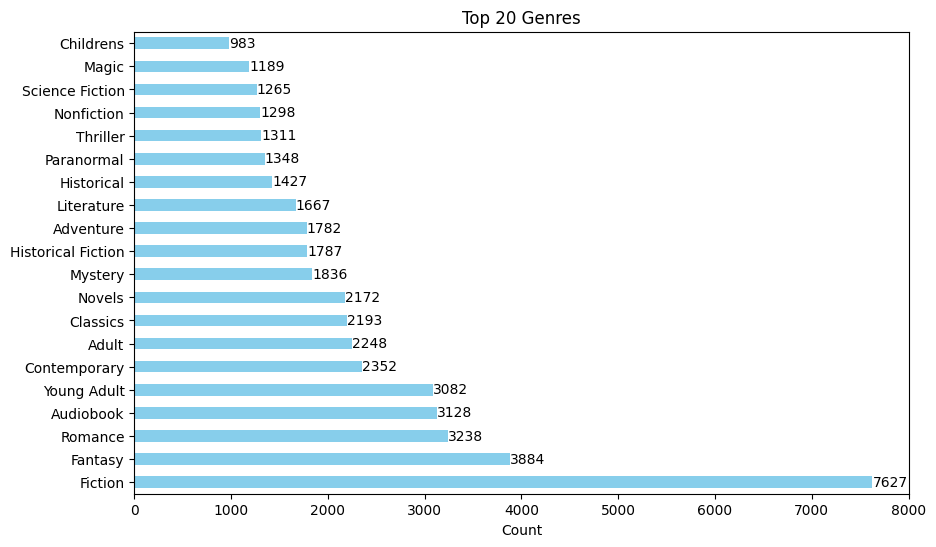 Top 20 Genres
Childrens 983
Magic 1189
Science Fiction 1265
Nonfiction 1298
Thriller 1311
Paranormal 1348
Historical 1427
Literature 1667
Adventure 1782
Historical Fiction 1787
Mystery 1836
Novels 2172
Classics 2193
Adult 2248
Contemporary 2352
Young Adult 3082
Audiobook 3128
Romance 3238
Fantasy 3884
Fiction 7627
0 1000 2000 3000 4000 5000 6000 7000 8000
Count